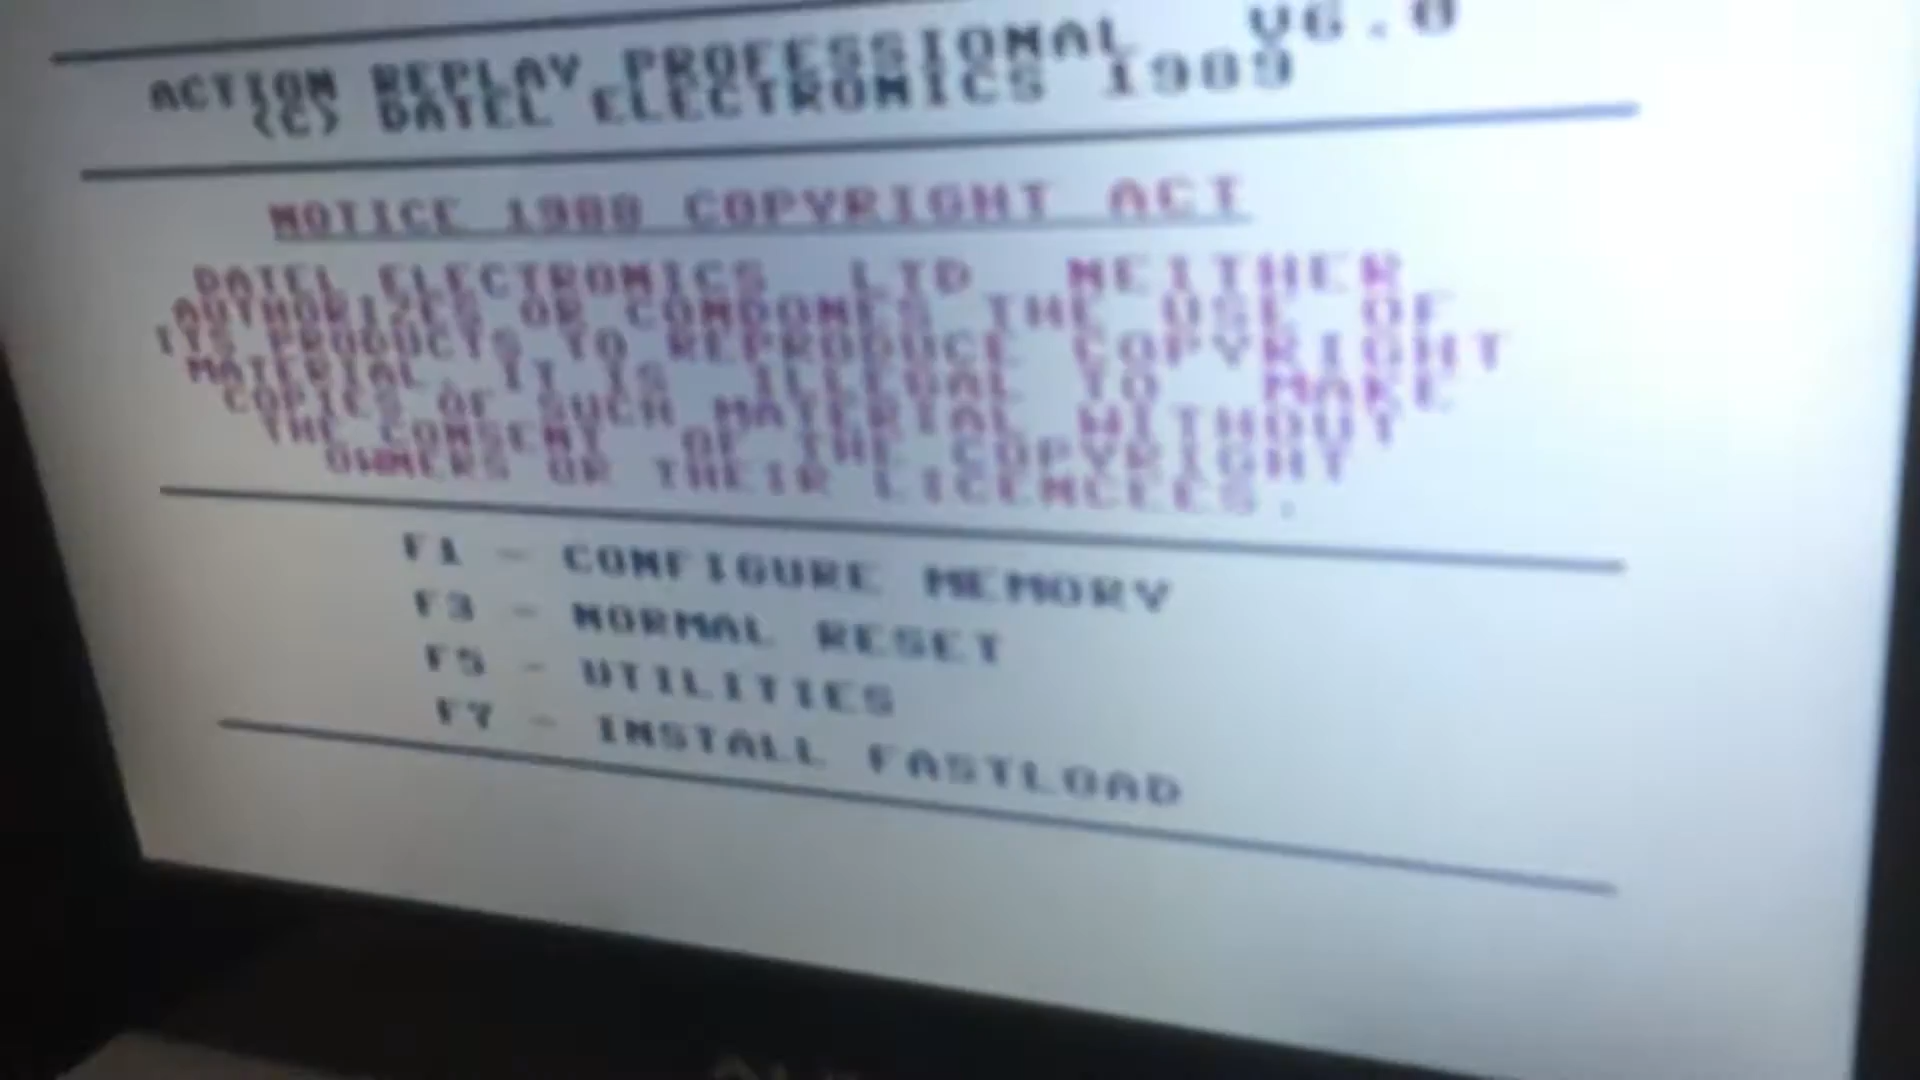 ACTION REPLAY PROFESSIONAL V6.0
(C) DATEL ELECTRONICS 1989
NOTICE 1988 COPYRIGHT ACT
DATEL ELECTRONICS LTD NEITHER
AUTHORISES OR CONDONES THE USE OF
ITS PRODUCTS TO REPRODUCE COPYRIGHT
MATERIAL. IT IS ILLEGAL TO MAKE
COPIES OF SUCH MATERIAL WITHOUT
THE CONSENT OF THE COPYRIGHT
OWNERS OR THEIR LICENCEES.
F1 - CONFIGURE MEMORY
F3 - NORMAL RESET
F5 - UTILITIES
F7 - INSTALL FASTLOAD